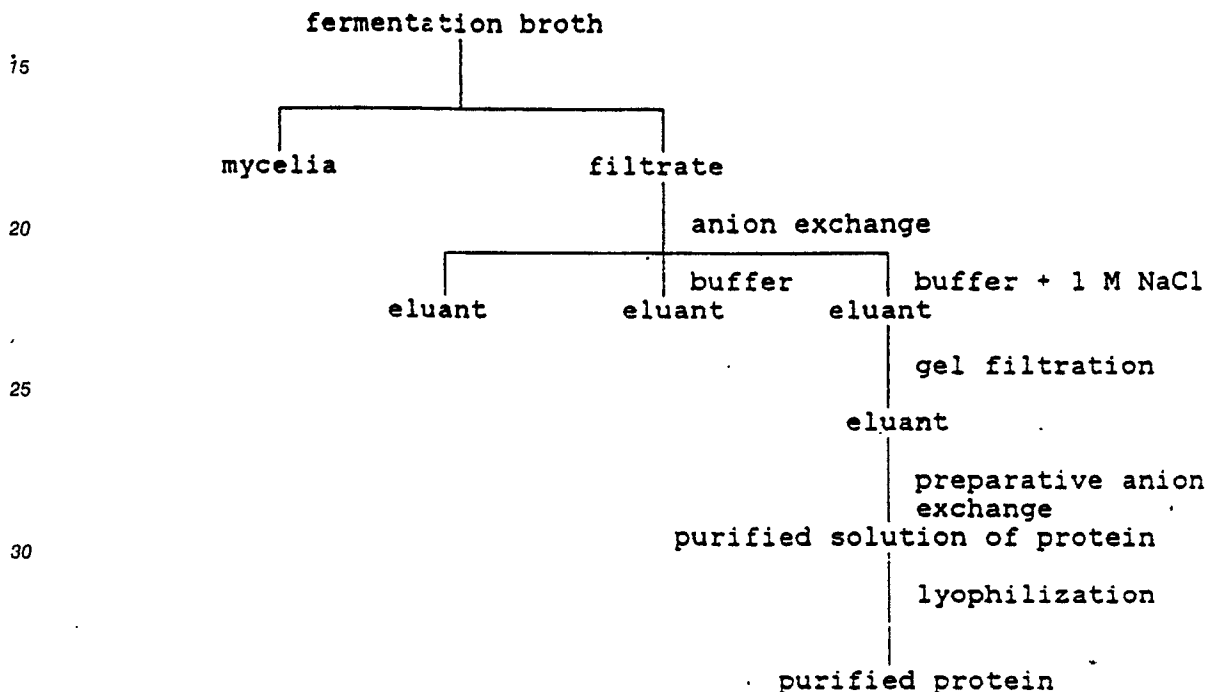 fermentation broth
15
mycelia filtrate
20
anion exchange
buffer buffer + 1 M NaCl
eluant eluant eluant
gel filtration
25
eluant
preparative anion
exchange
30
purified solution of protein
lyophilization
purified protein